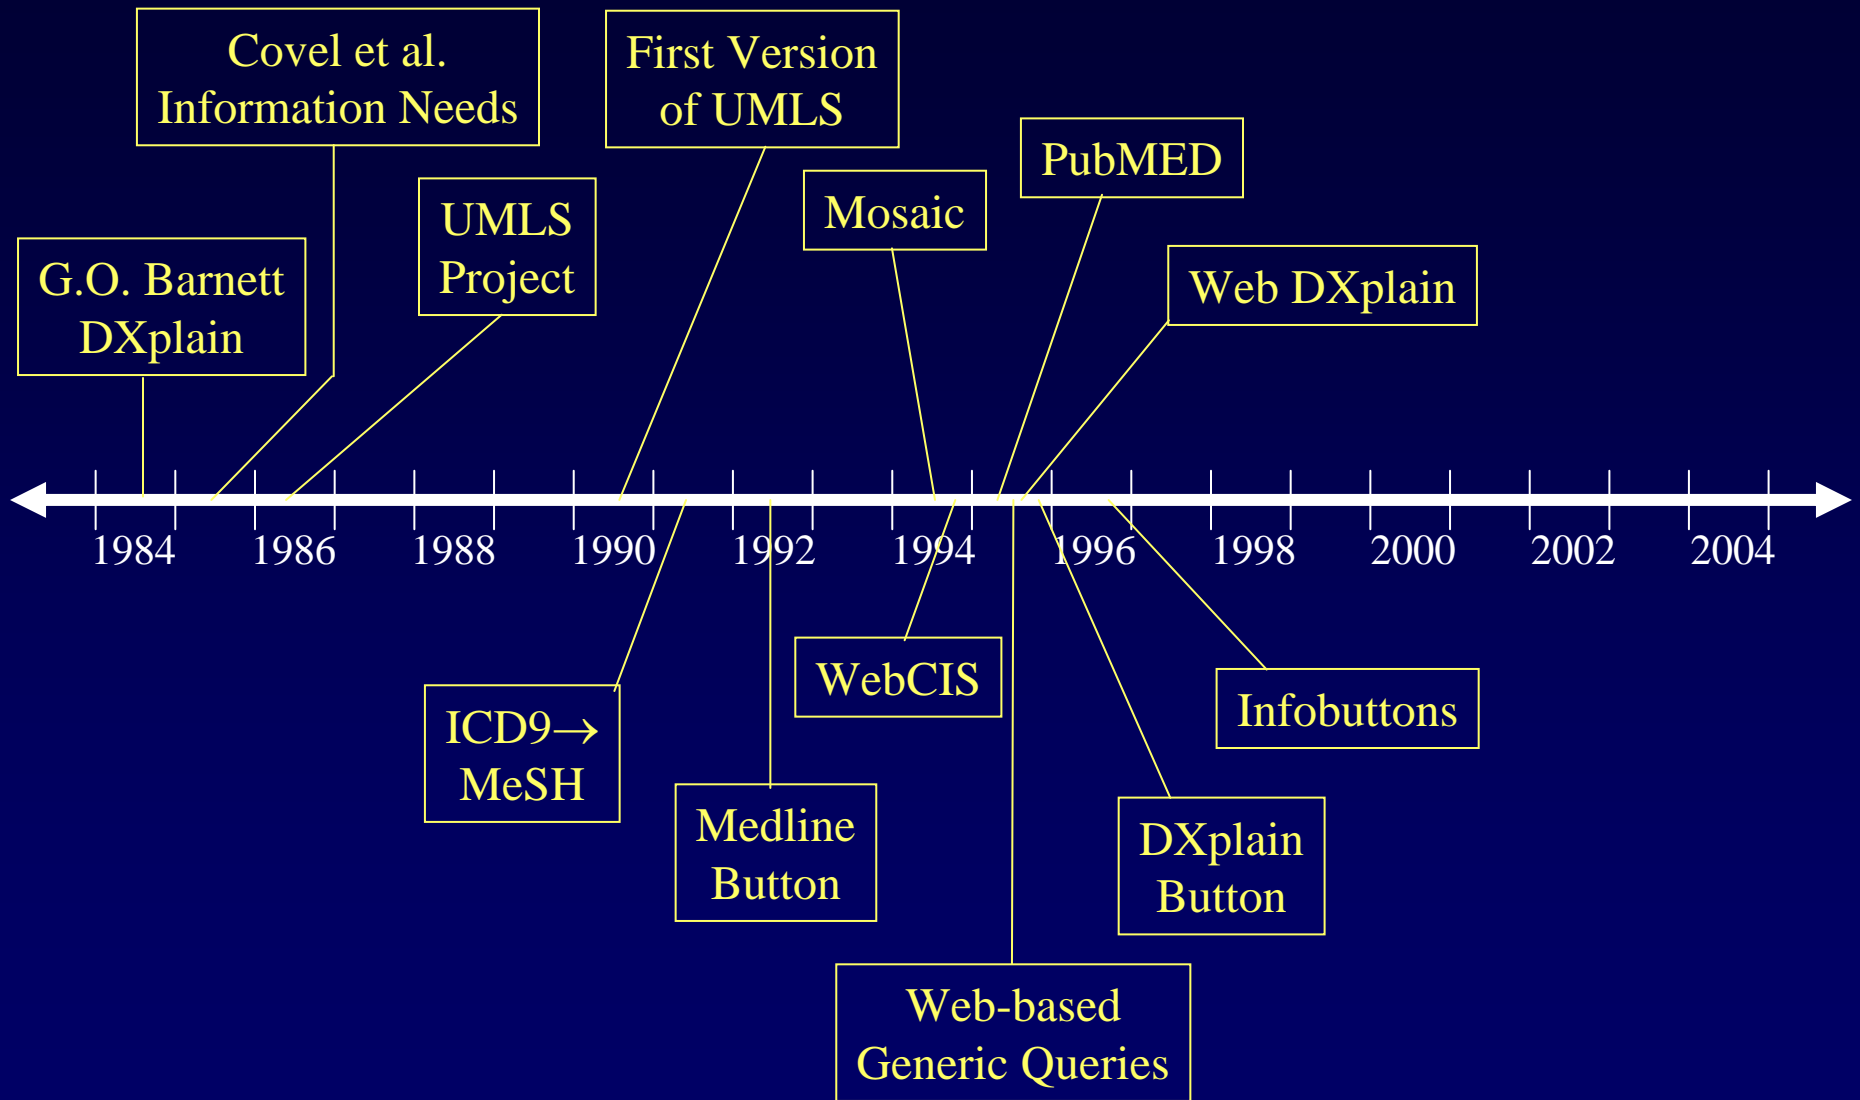 Covel et al.
Information Needs
First Version
of UMLS
PubMED
Mosaic
UMLS
Project
G.O. Barnett
DXplain
Web DXplain
1984 1986 1988 1990 1992 1994 1996 1998 2000 2002 2004
WebCIS
Infobuttons
ICD9→
MeSH
Medline
Button
DXplain
Button
Web-based
Generic Queries